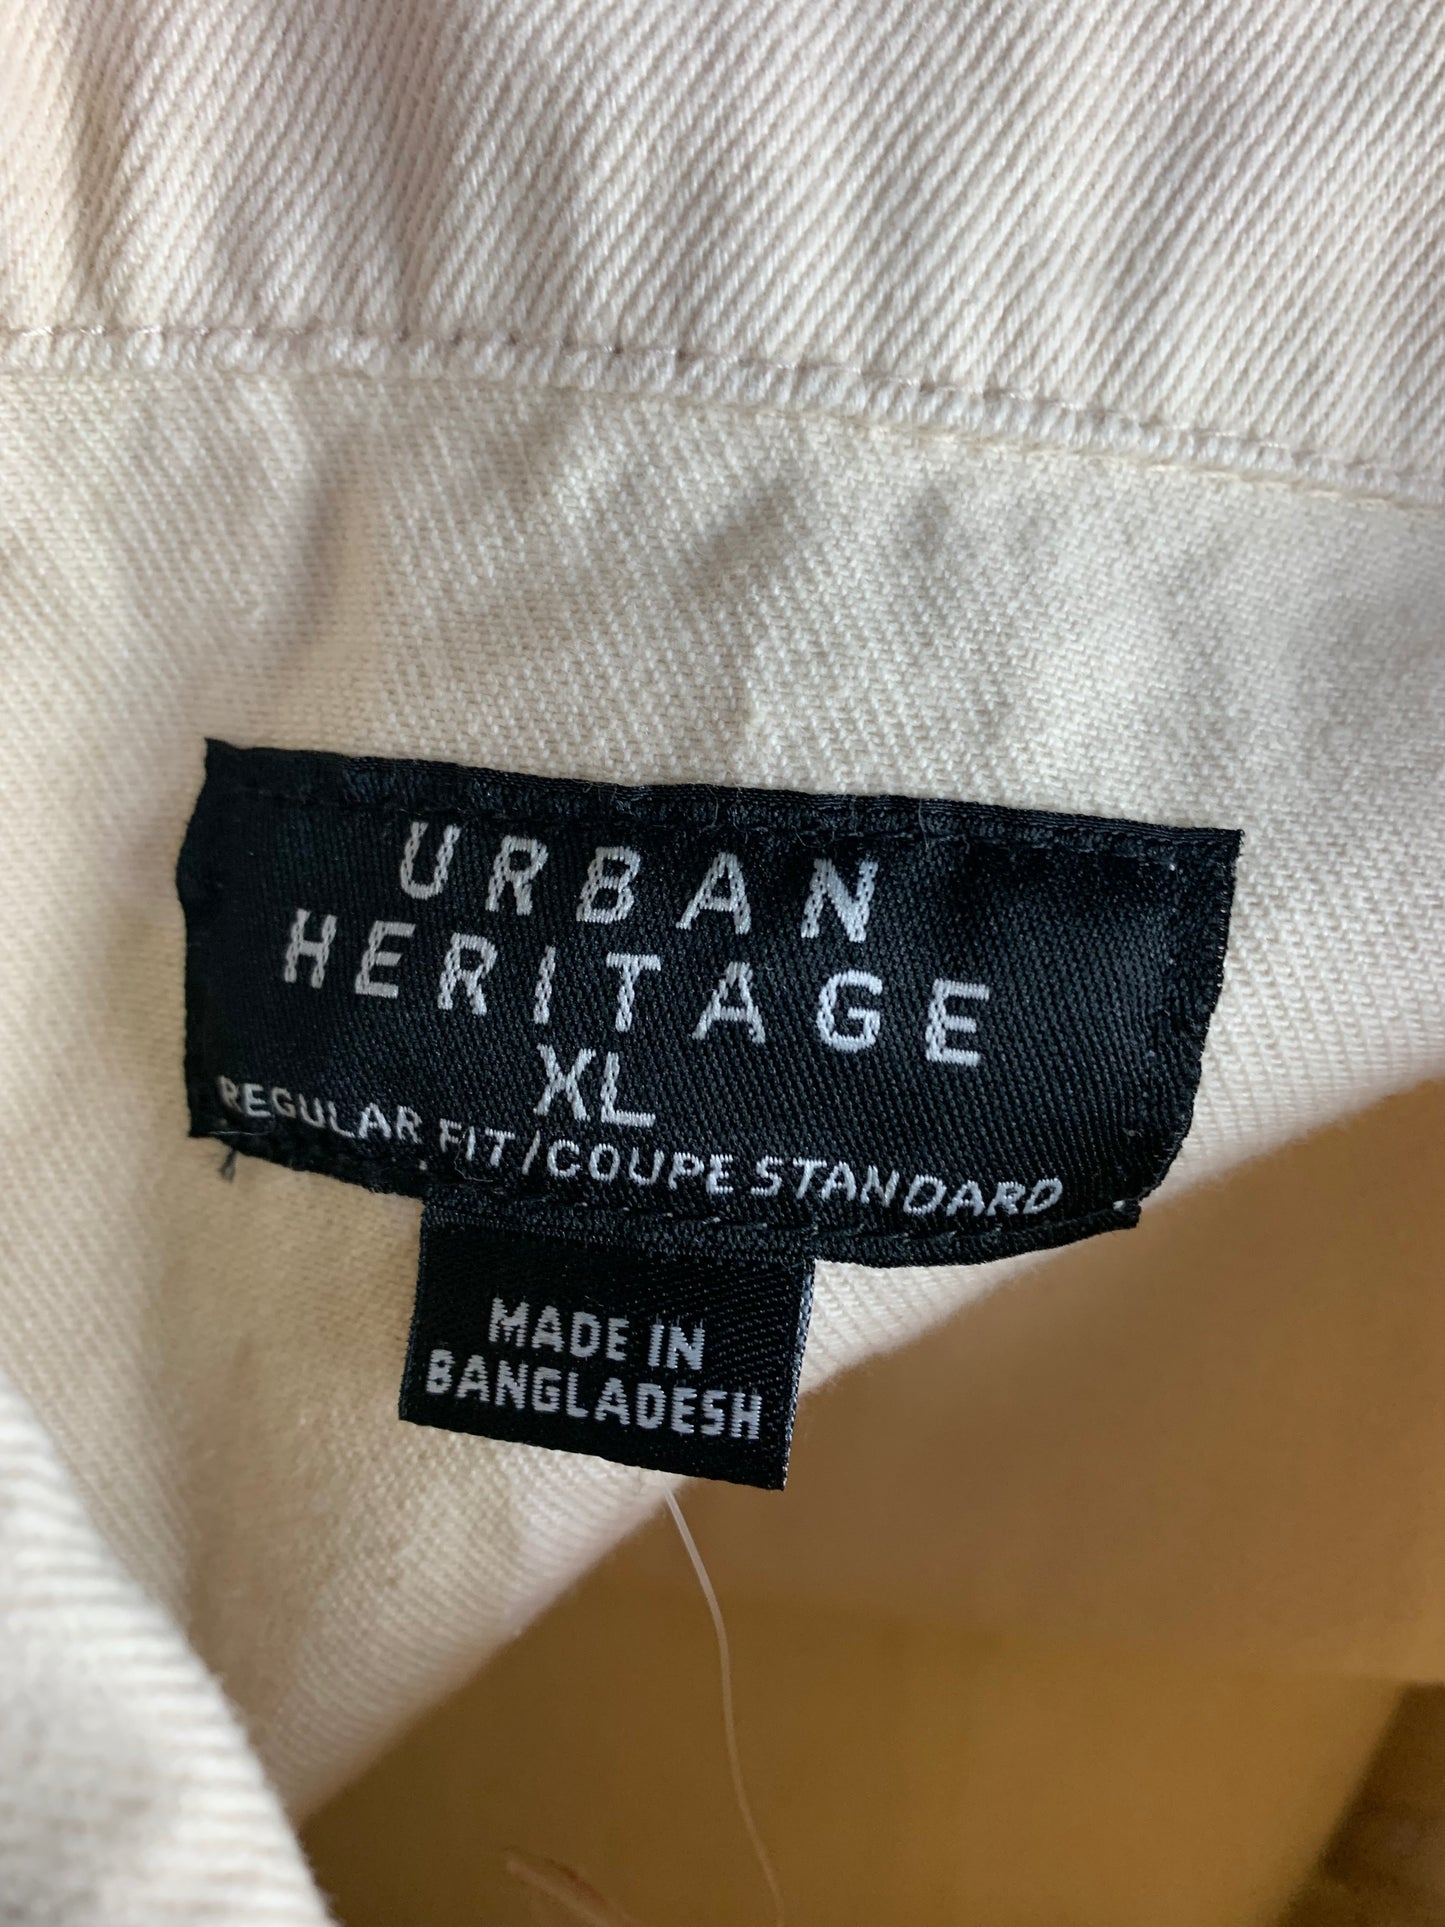 URBAN
HERITAGE
XL
REGULAR FIT/COUPE STANDARD
MADE IN
BANGLADESH